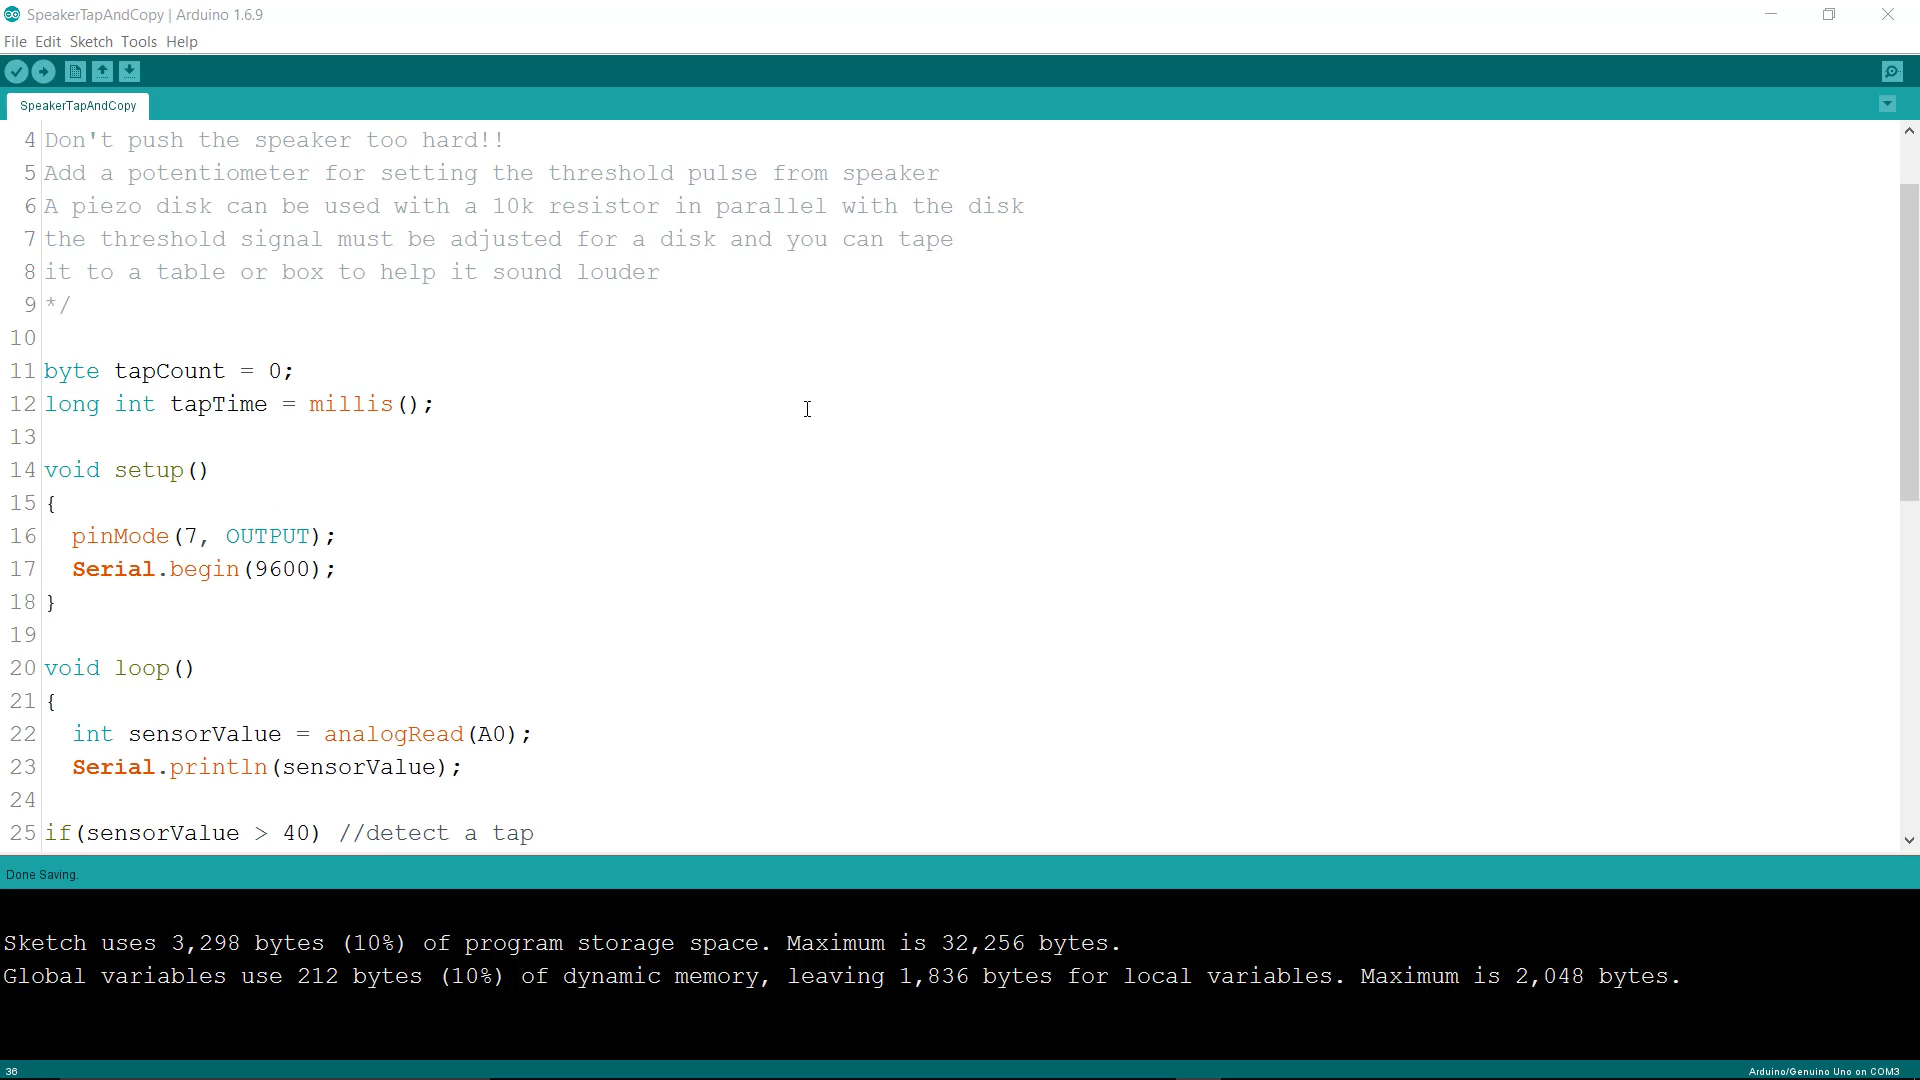 SpeakerTapAndCopy | Arduino 1.6.9
File Edit Sketch Tools Help
SpeakerTapAndCopy
4 Don't push the speaker too hard!!
5 Add a potentiometer for setting the threshold pulse from speaker
6 A piezo disk can be used with a 10k resistor in parallel with the disk
7 the threshold signal must be adjusted for a disk and you can tape
8 it to a table or box to help it sound louder
9 */
10
11 byte tapCount = 0;
12 long int tapTime = millis();
13
14 void setup()
15 {
16 pinMode(7, OUTPUT);
17 Serial.begin(9600);
18 }
19
20 void loop()
21 {
22 int sensorValue = analogRead(A0);
23 Serial.println(sensorValue);
24
25 if(sensorValue > 40) //detect a tap
Done Saving.
Sketch uses 3,298 bytes (10%) of program storage space. Maximum is 32,256 bytes.
Global variables use 212 bytes (10%) of dynamic memory, leaving 1,836 bytes for local variables. Maximum is 2,048 bytes.
36 Arduino/Genuino Uno on COM3